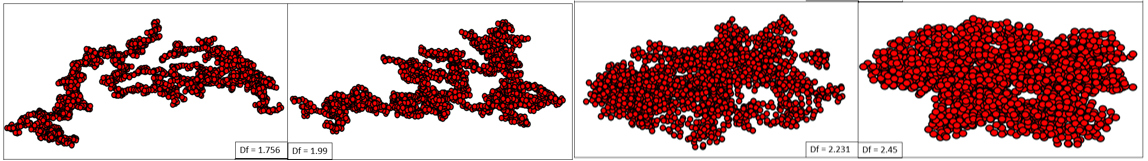 Df = 1.756
Df = 1.99
Df = 2.231
Df = 2.45